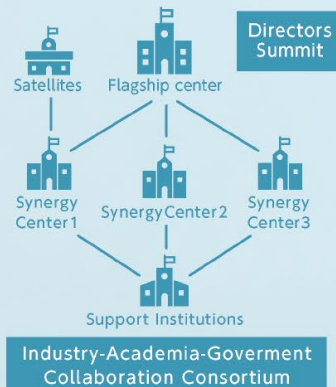 Directors
Summit
Satellites
Flagship center
Synergy
Center1
SynergyCenter2
Synergy
Center3
Support Institutions
Industry-Academia-Goverment
Collaboration Consortium